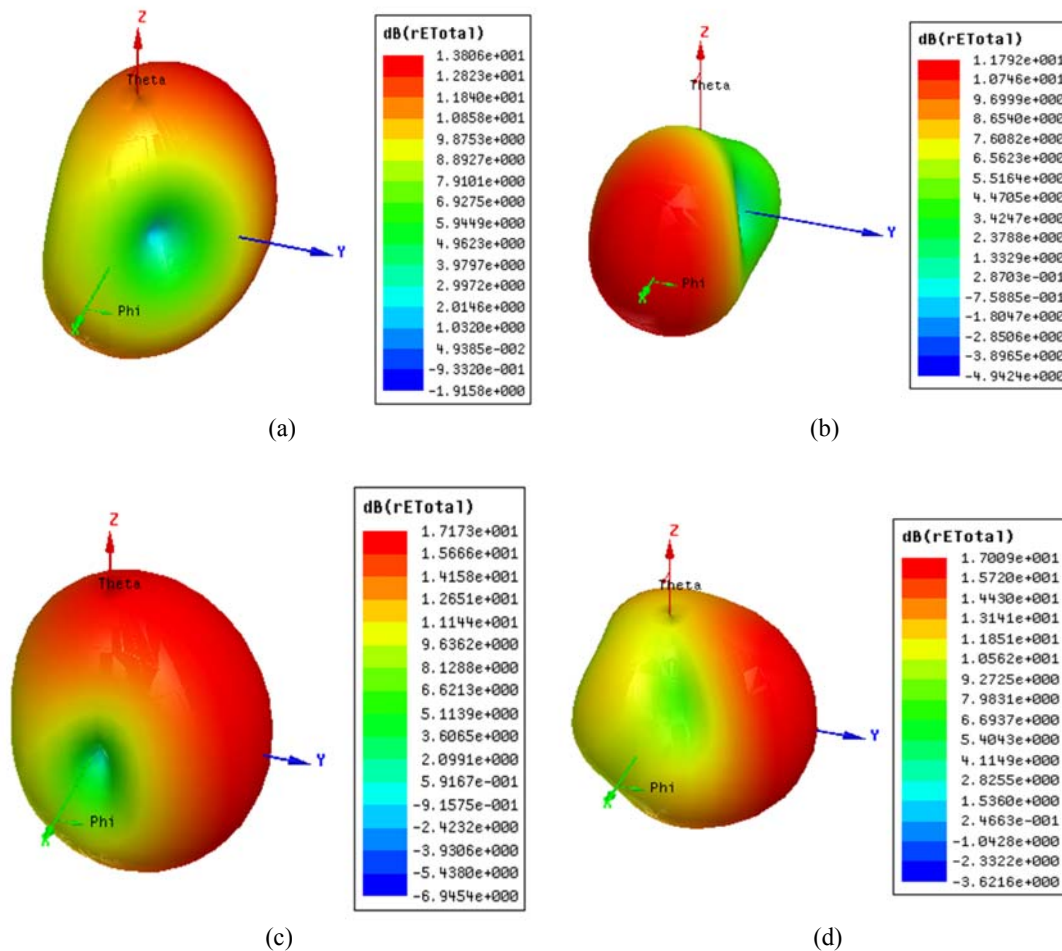 Z
Theta
Y
X
Phi
dB(rETotal)
1.3806e+001
1.2823e+001
1.1840e+001
1.0858e+001
9.8753e+000
8.8927e+000
7.9101e+000
6.9275e+000
5.9449e+000
4.9623e+000
3.9797e+000
2.9972e+000
2.0146e+000
1.0320e+000
4.9385e-002
-9.3320e-001
-1.9158e+000
(a)
Z
Theta
Y
X
Phi
dB(rETotal)
1.1792e+001
1.0746e+001
9.6999e+000
8.6540e+000
7.6082e+000
6.5623e+000
5.5164e+000
4.4705e+000
3.4247e+000
2.3788e+000
1.3329e+000
2.8703e-001
-7.5885e-001
-1.8047e+000
-2.8506e+000
-3.8965e+000
-4.9424e+000
(b)
Z
Theta
Y
X
Phi
dB(rETotal)
1.7173e+001
1.5666e+001
1.4158e+001
1.2651e+001
1.1144e+001
9.6362e+000
8.1288e+000
6.6213e+000
5.1139e+000
3.6065e+000
2.0991e+000
5.9167e-001
-9.1575e-001
-2.4232e+000
-3.9306e+000
-5.4380e+000
-6.9454e+000
(c)
Z
Theta
Y
X
Phi
dB(rETotal)
1.7009e+001
1.5720e+001
1.4430e+001
1.3141e+001
1.1851e+001
1.0562e+001
9.2725e+000
7.9831e+000
6.6937e+000
5.4043e+000
4.1149e+000
2.8255e+000
1.5360e+000
2.4663e-001
-1.0428e+000
-2.3322e+000
-3.6216e+000
(d)